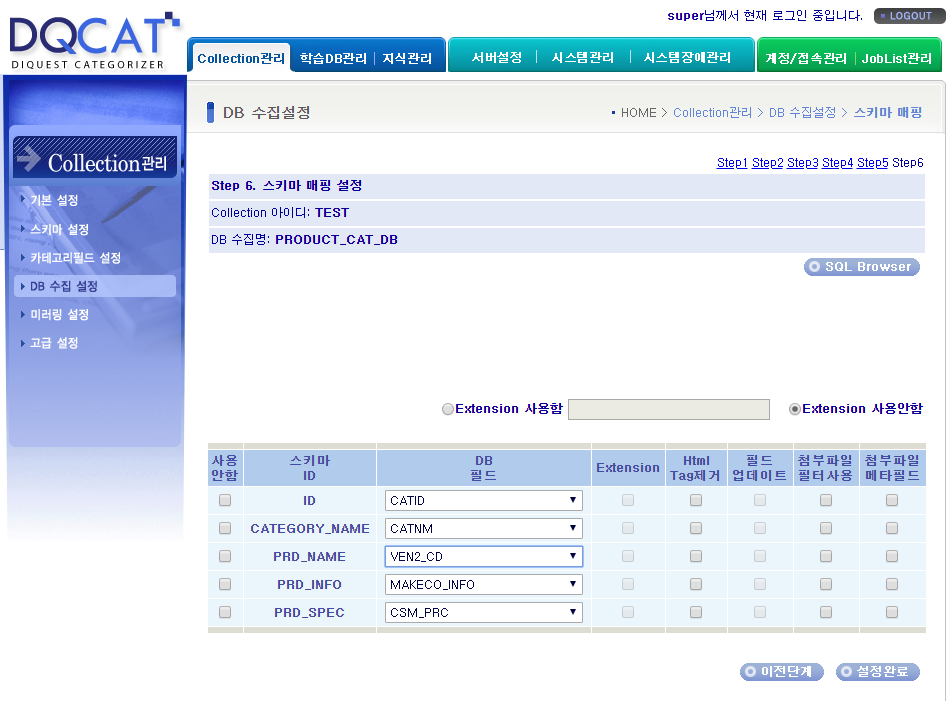 DQCAT
DIQUEST CATEGORIZER
super님께서 현재 로그인 중입니다.
LOGOUT
Collection관리 학습DB관리 지식관리 서버설정 시스템관리 시스템장애관리 계정/접속관리 JobList관리
DB 수집설정
HOME > Collection관리 > DB 수집설정 > 스키마 매핑
Collection관리
기본 설정
스키마 설정
카테고리필드 설정
DB 수집 설정
미러링 설정
고급 설정
Step1 Step2 Step3 Step4 Step5 Step6
Step 6. 스키마 매핑 설정
Collection 아이디: TEST
DB 수집명: PRODUCT_CAT_DB
SQL Browser
Extension 사용함 Extension 사용안함
사용안함 스키마 ID DB 필드 Extension Html Tag제거 필드 업데이트 첨부파일 필터사용 첨부파일 메타필드
ID CATID
CATEGORY_NAME CATNM
PRD_NAME VEN2_CD
PRD_INFO MAKECO_INFO
PRD_SPEC CSM_PRC
이전단계 설정완료